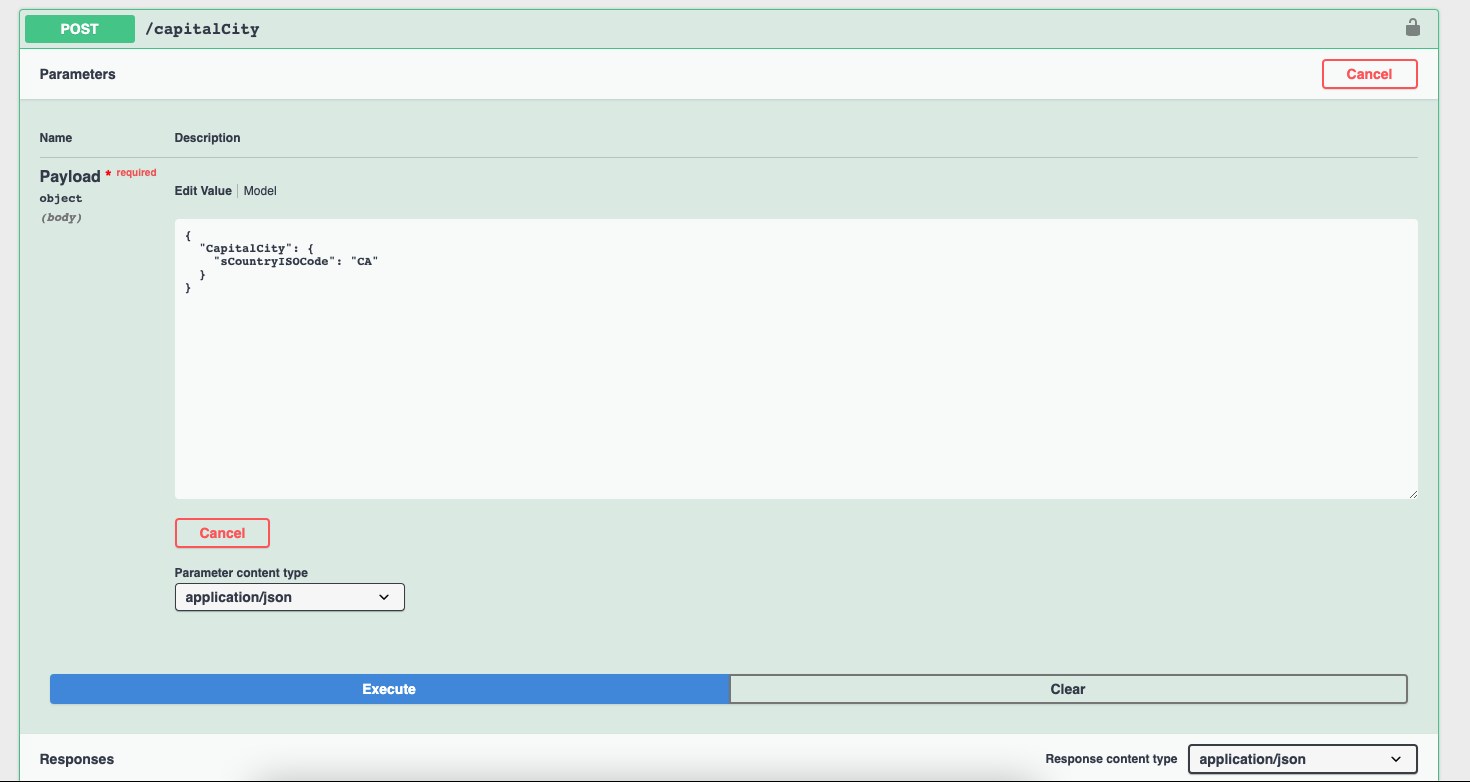 POST /capitalCity
Parameters
Cancel
Name Description
Payload * required
object
(body)
Edit Value | Model
{
  "CapitalCity": {
    "sCountryISOCode": "CA"
  }
}
Cancel
Parameter content type
application/json
Execute
Clear
Responses
Response content type
application/json